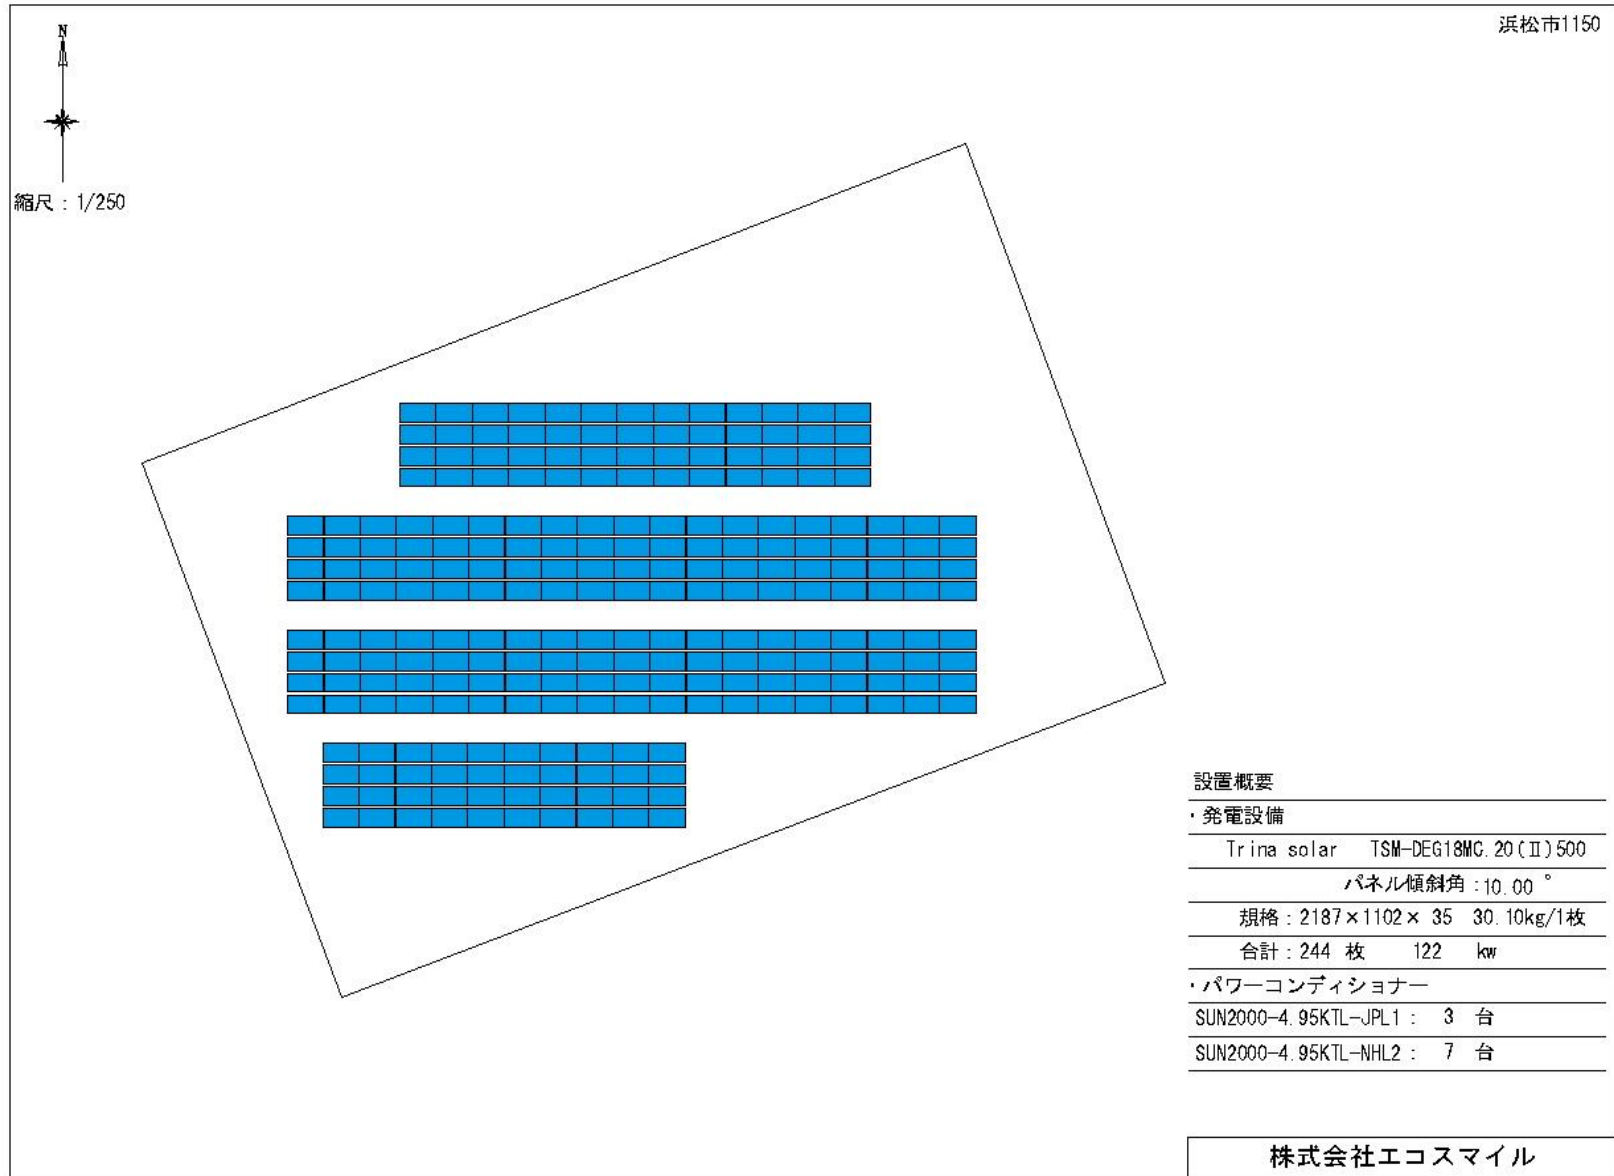 浜松市1150
N
縮尺：1/250
設置概要
・発電設備
Trina solar TSM-DEG18MC.20(Ⅱ)500
パネル傾斜角：10.00°
規格：2187×1102× 35 30.10kg/1枚
合計：244 枚 122 kw
・パワーコンディショナー
SUN2000-4.95KTL-JPL1： 3 台
SUN2000-4.95KTL-NHL2： 7 台
株式会社エコスマイル